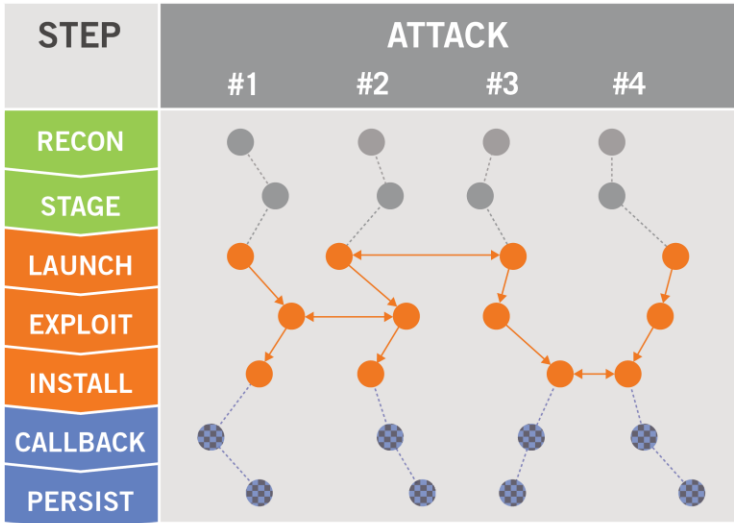 STEP
ATTACK
#1 #2 #3 #4
RECON
STAGE
LAUNCH
EXPLOIT
INSTALL
CALLBACK
PERSIST